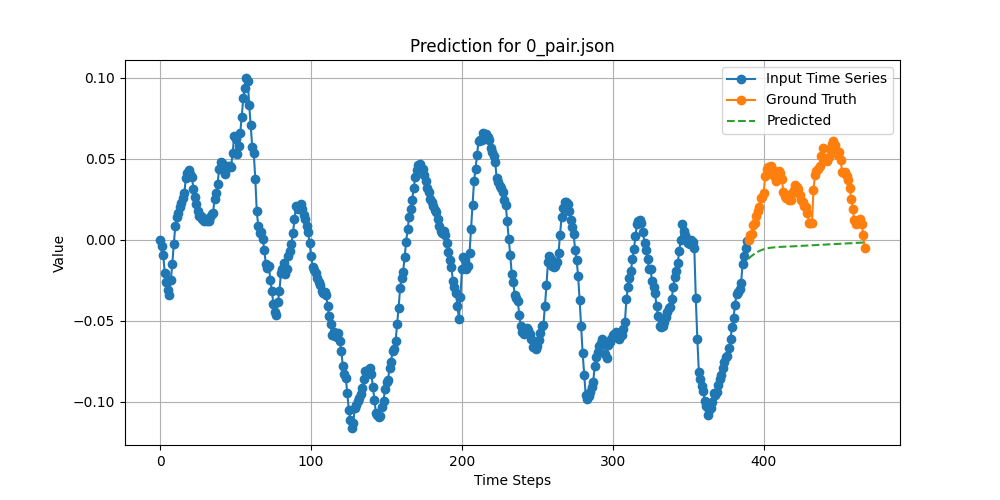 Prediction for 0_pair.json
Input Time Series
Ground Truth
Predicted
0.10
0.05
0.00
−0.05
−0.10
Value
0
100
200
300
400
Time Steps